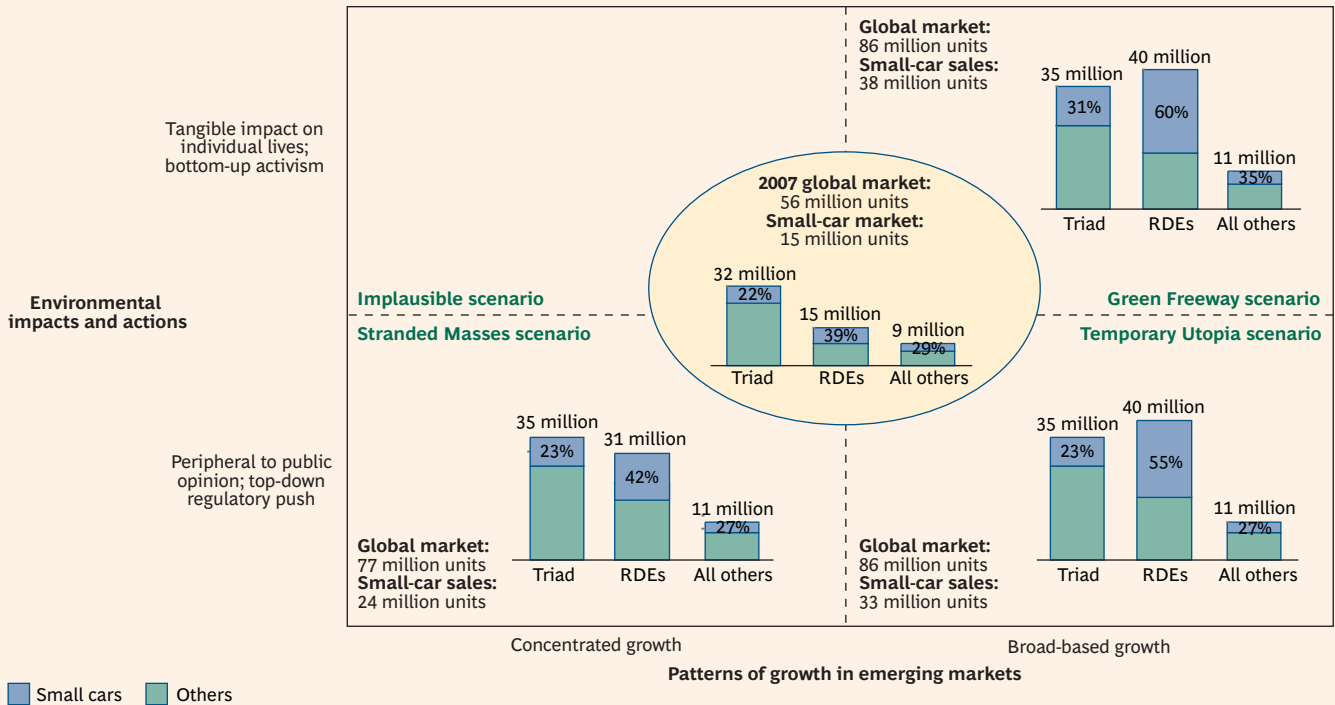 Global market:
86 million units
Small-car sales:
38 million units
35 million
40 million
11 million
31%
60%
35%
Triad
RDEs
All others
Tangible impact on
individual lives;
bottom-up activism
2007 global market:
56 million units
Small-car market:
15 million units
32 million
15 million
9 million
22%
39%
29%
Triad
RDEs
All others
Environmental
impacts and actions
Implausible scenario
Green Freeway scenario
Stranded Masses scenario
Temporary Utopia scenario
Peripheral to public
opinion; top-down
regulatory push
35 million
31 million
11 million
23%
42%
27%
Triad
RDEs
All others
Global market:
77 million units
Small-car sales:
24 million units
35 million
40 million
11 million
23%
55%
27%
Triad
RDEs
All others
Global market:
86 million units
Small-car sales:
33 million units
Concentrated growth
Broad-based growth
Patterns of growth in emerging markets
Small cars
Others